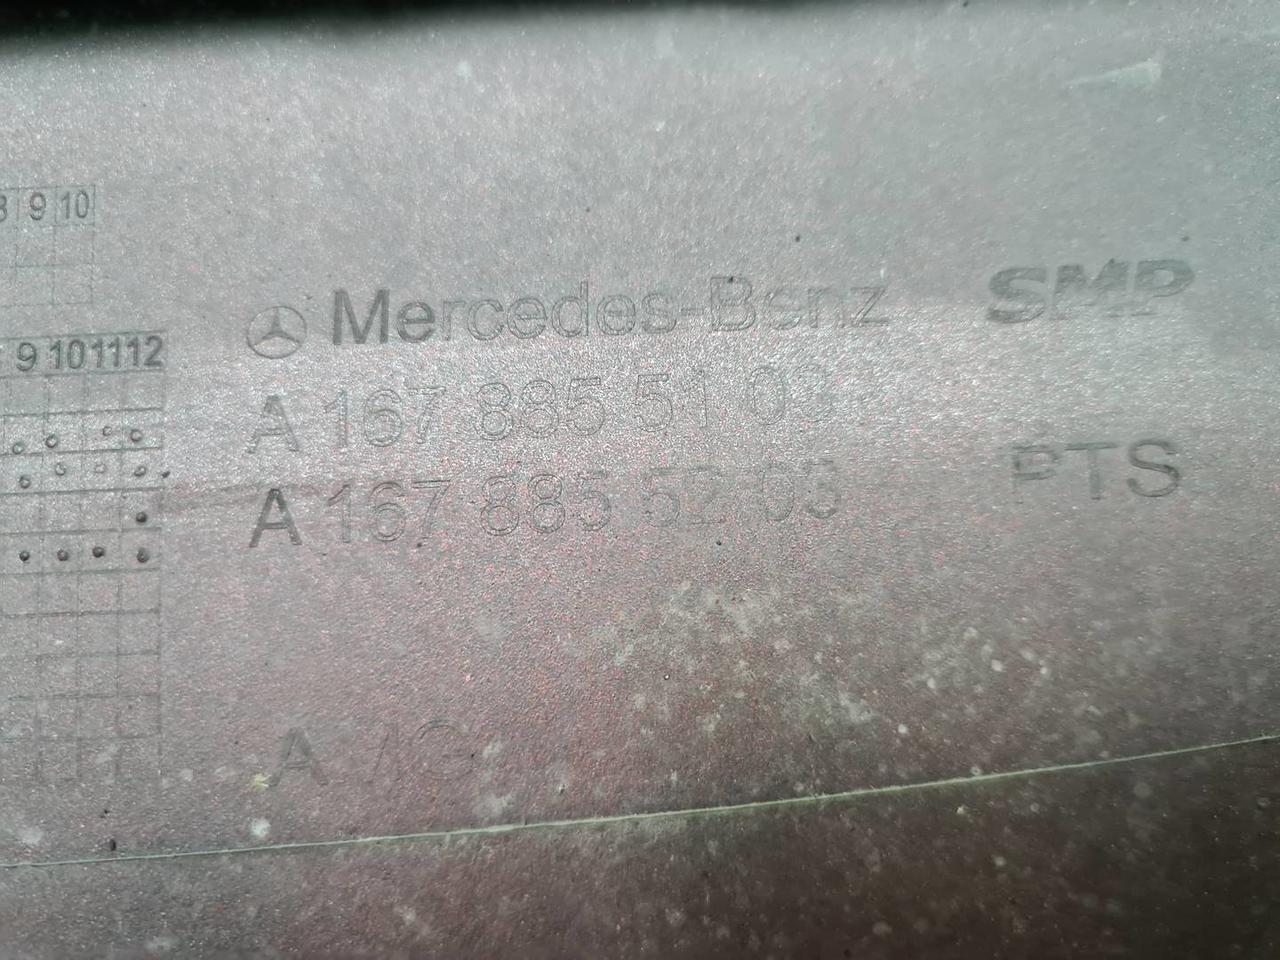 8 9 10
Mercedes-Benz
SMP
9 10 11 12
A 167 885 51 03
PTS
A 167 885 52 03